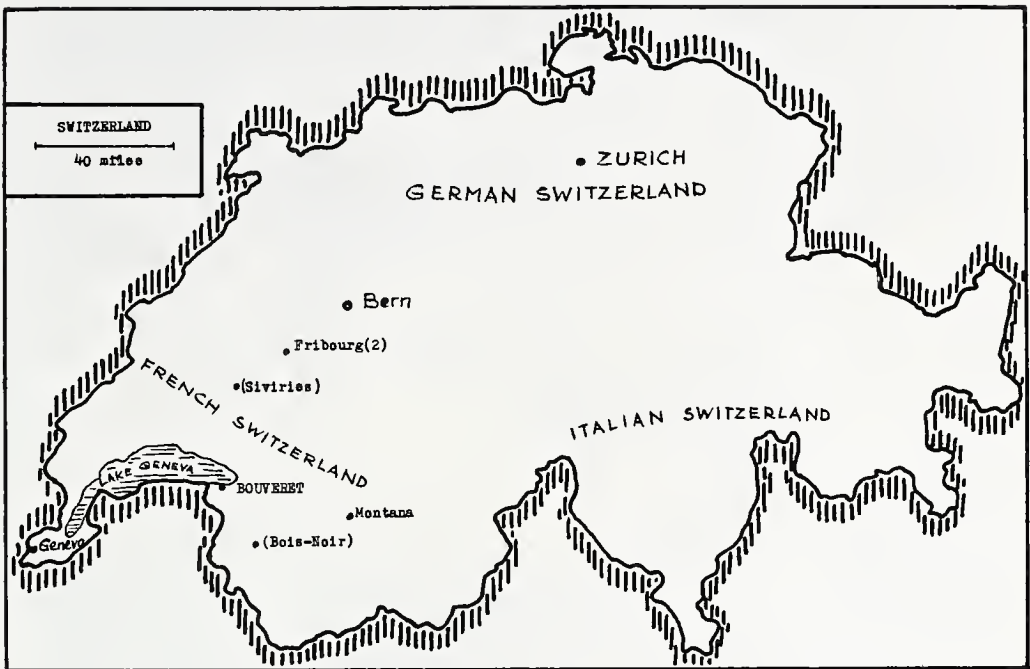 SWITZERLAND
40 miles
ZURICH
GERMAN SWITZERLAND
Bern
Fribourg(2)
(Siviries)
FRENCH SWITZERLAND
ITALIAN SWITZERLAND
LAKE GENEVA
BOUVERET
Montana
Geneva
(Bois-Noir)